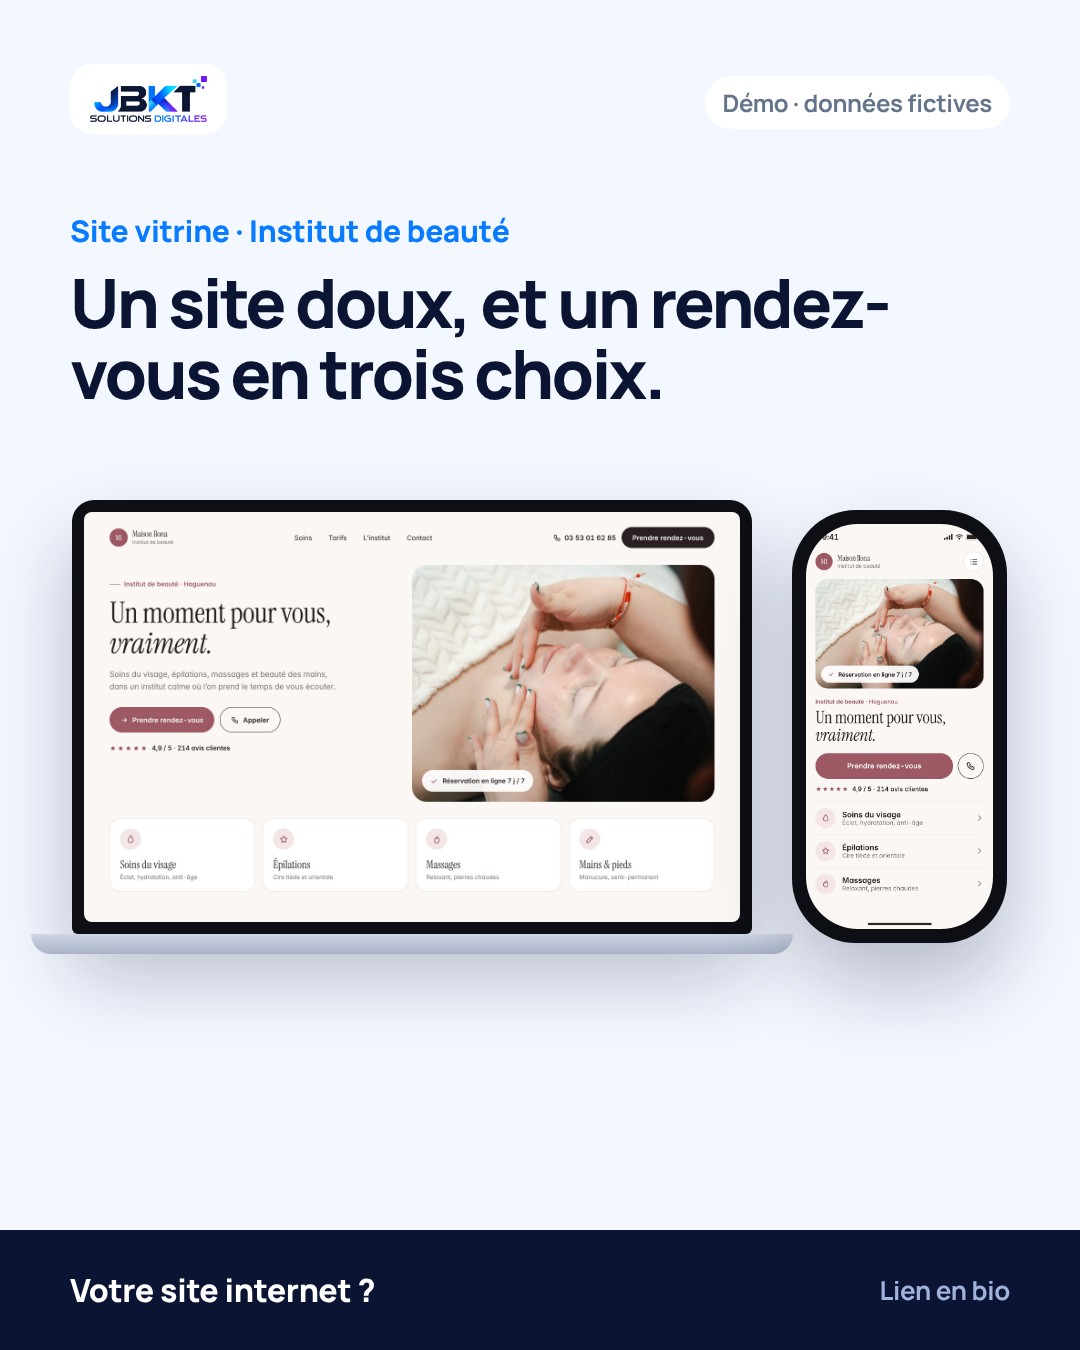 JBKT
SOLUTIONS DIGITALES
Démo · données fictives
Site vitrine · Institut de beauté
Un site doux, et un rendez-
vous en trois choix.
MI
Maison Ilona
Institut de beauté
Soins
Tarifs
L'institut
Contact
03 53 01 62 85
Prendre rendez-vous
Institut de beauté · Haguenau
Un moment pour vous,
vraiment.
Soins du visage, épilations, massages et beauté des mains,
dans un institut calme où l'on prend le temps de vous écouter.
Prendre rendez-vous
Appeler
★★★★★ 4,9 / 5 · 214 avis clientes
Réservation en ligne 7 j / 7
Soins du visage
Éclat, hydratation, anti-âge
Épilations
Cire tiède et orientale
Massages
Relaxant, pierres chaudes
Mains & pieds
Manucure, semi-permanent
:41
MI
Maison Ilona
Institut de beauté
Réservation en ligne 7 j / 7
Institut de beauté · Haguenau
Un moment pour vous,
vraiment.
Prendre rendez-vous
★★★★★ 4,9 / 5 · 214 avis clientes
Soins du visage
Éclat, hydratation, anti-âge
Épilations
Cire tiède et orientale
Massages
Relaxant, pierres chaudes
Votre site internet ?
Lien en bio